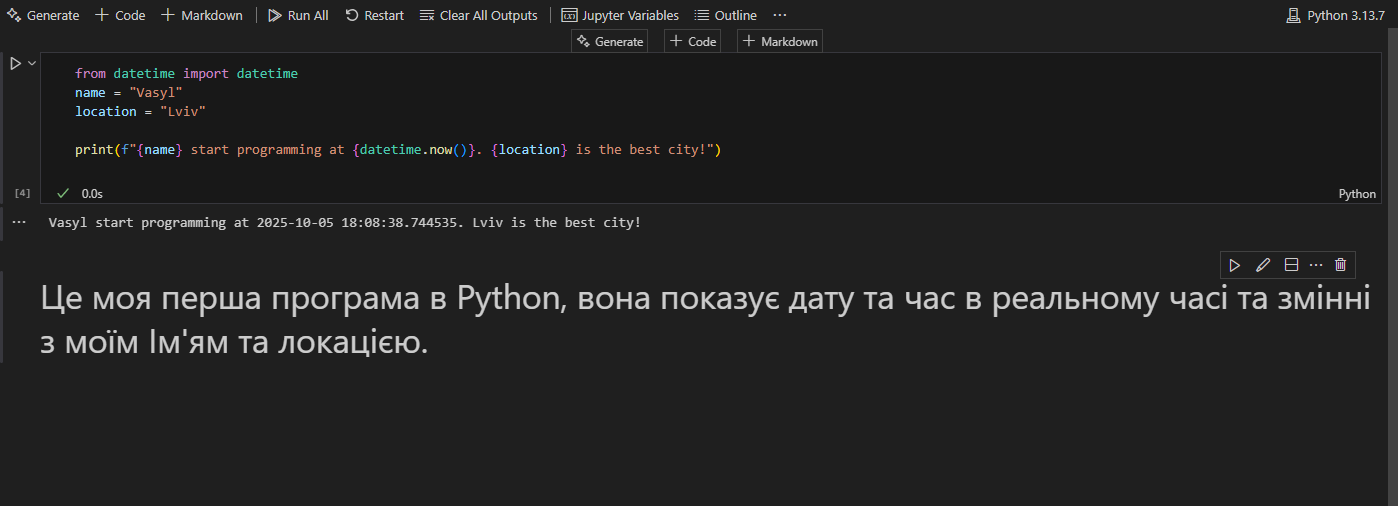 Generate + Code + Markdown Run All Restart Clear All Outputs Jupyter Variables Outline ... Python 3.13.7
Generate + Code + Markdown
from datetime import datetime
name = "Vasyl"
location = "Lviv"
print(f"{name} start programming at {datetime.now()}. {location} is the best city!")
[4] 0.0s Python
Vasyl start programming at 2025-10-05 18:08:38.744535. Lviv is the best city!
Це моя перша програма в Python, вона показує дату та час в реальному часі та змінні
з моїм Ім'ям та локацією.